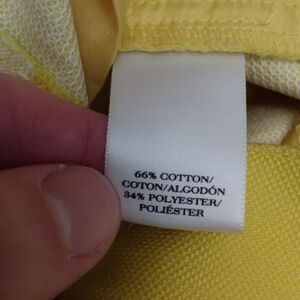 66% COTTON/
COTON/ALGODÓN
34% POLYESTER/
POLIÉSTER